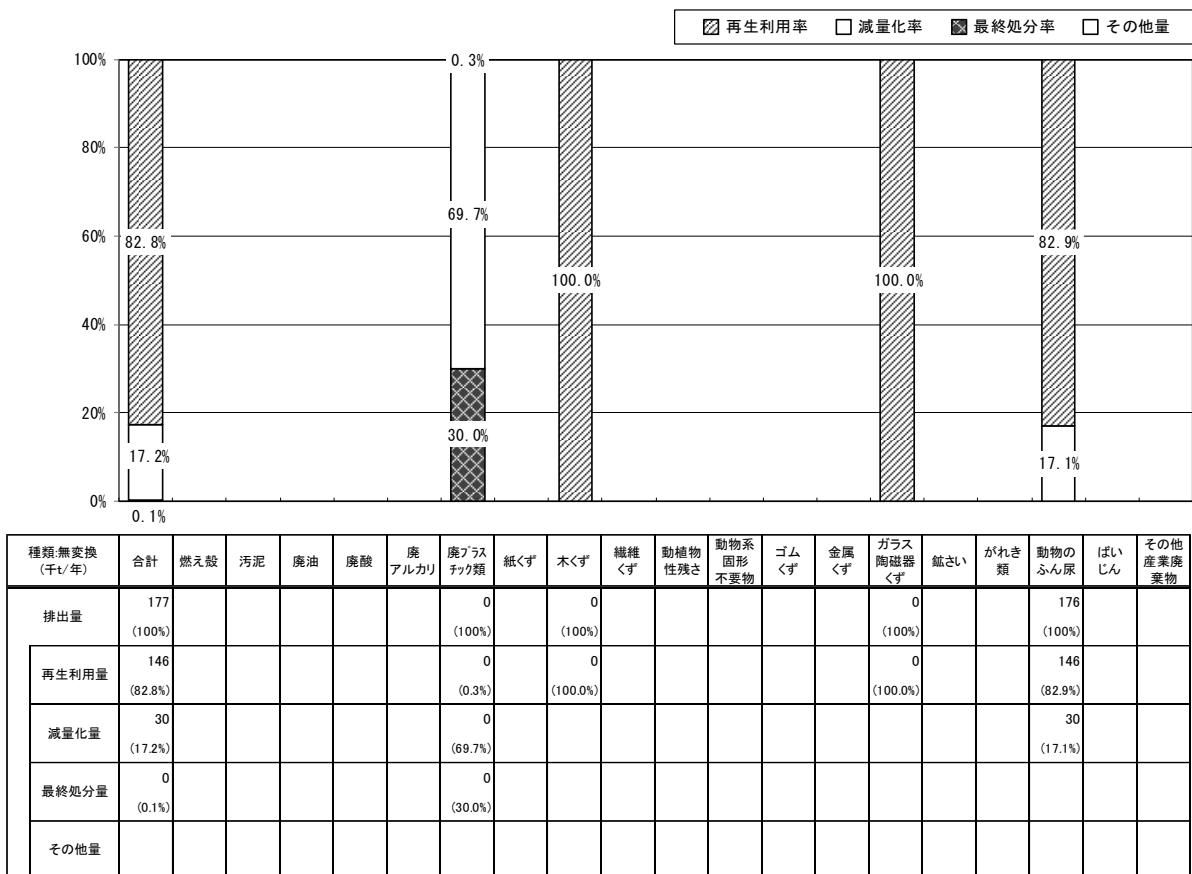 再生利用率 減量化率 最終処分率 その他量
100%
80%
60%
40%
20%
0%
82.8%
17.2%
0.1%
0.3%
69.7%
30.0%
100.0%
100.0%
82.9%
17.1%
種類:無変換
(千t/年)
合計
燃え殻
汚泥
廃油
廃酸
廃
アルカリ
廃プラス
チック類
紙くず
木くず
繊維
くず
動植物
性残さ
動物系
固形
不要物
ゴム
くず
金属
くず
ガラス
陶磁器
くず
鉱さい
がれき
類
動物の
ふん尿
ばい
じん
その他
産業廃
棄物
排出量
177 0 0 0 176
(100%) (100%) (100%) (100%) (100%)
再生利用量
146 0 0 0 146
(82.8%) (0.3%) (100.0%) (100.0%) (82.9%)
減量化量
30 0 30
(17.2%) (69.7%) (17.1%)
最終処分量
0 0
(0.1%) (30.0%)
その他量